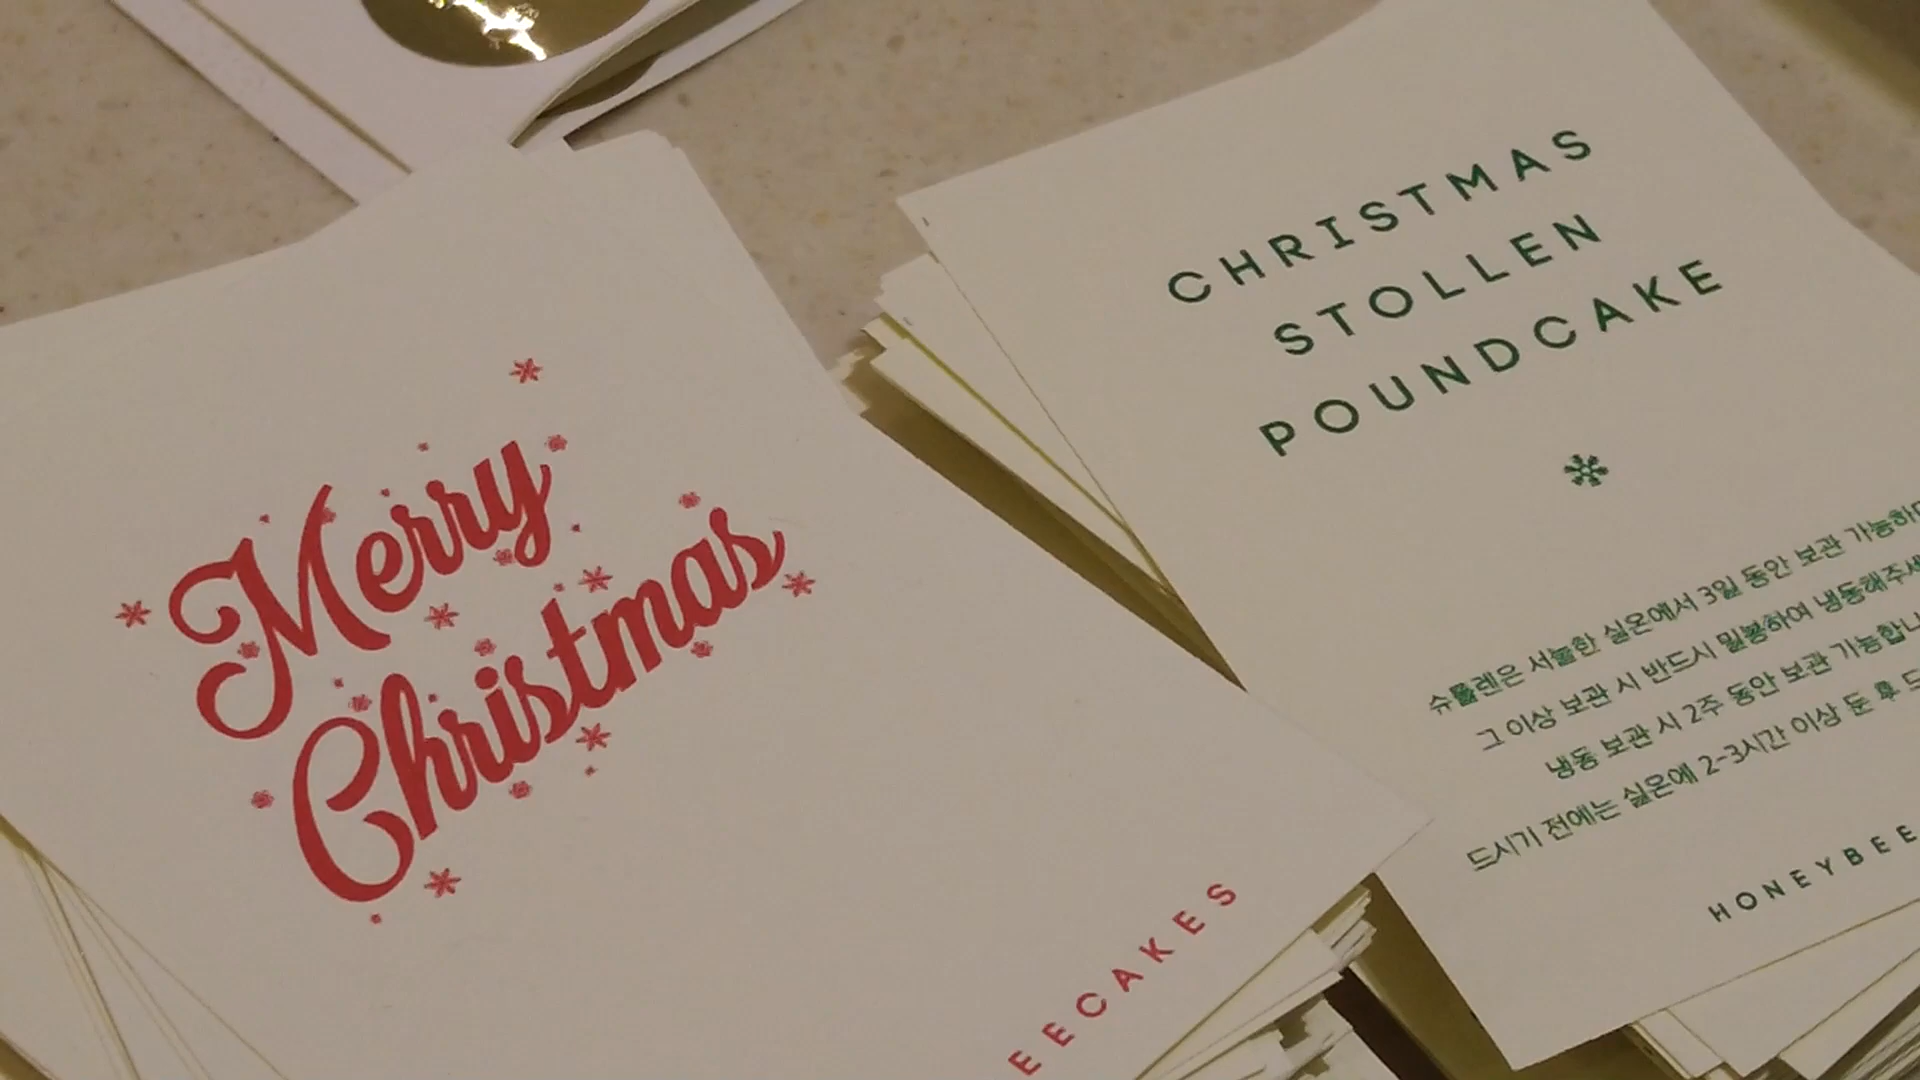 Merry
Christmas
EECAKES
CHRISTMAS
STOLLEN
POUNDCAKE
슈톨렌은 서늘한 실온에서 3일 동안 보관 가능하
그 이상 보관 시 반드시 밀봉하여 냉동해주세
냉동 보관 시 2주 동안 보관 가능합니
드시기 전에는 실온에 2-3시간 이상 둔 후 드
HONEYBEE